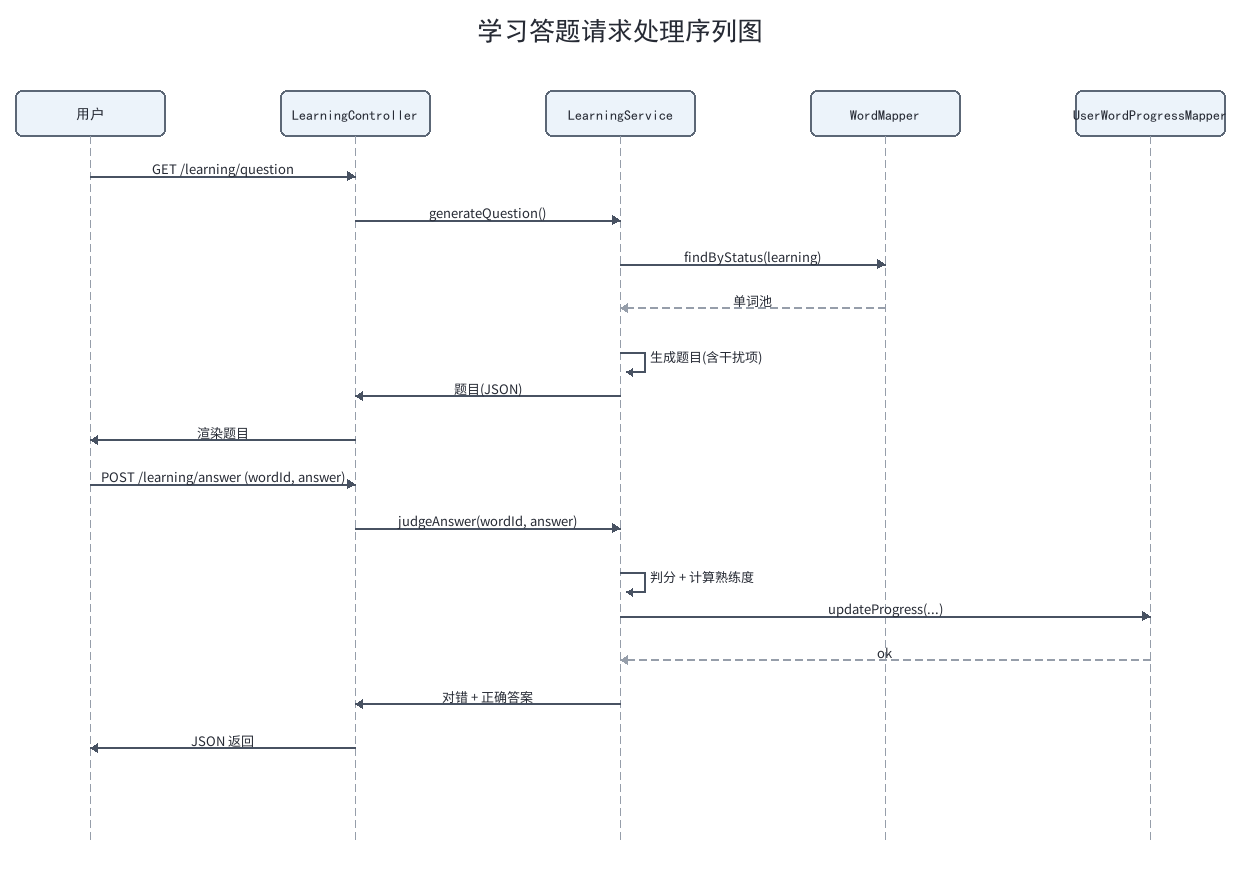 学习答题请求处理序列图
用户
LearningController
LearningService
WordMapper
UserWordProgressMapper
GET /learning/question
generateQuestion()
findByStatus(learning)
单词池
生成题目(含干扰项)
题目(JSON)
渲染题目
POST /learning/answer (wordId, answer)
judgeAnswer(wordId, answer)
判分 + 计算熟练度
updateProgress(...)
ok
对错 + 正确答案
JSON 返回